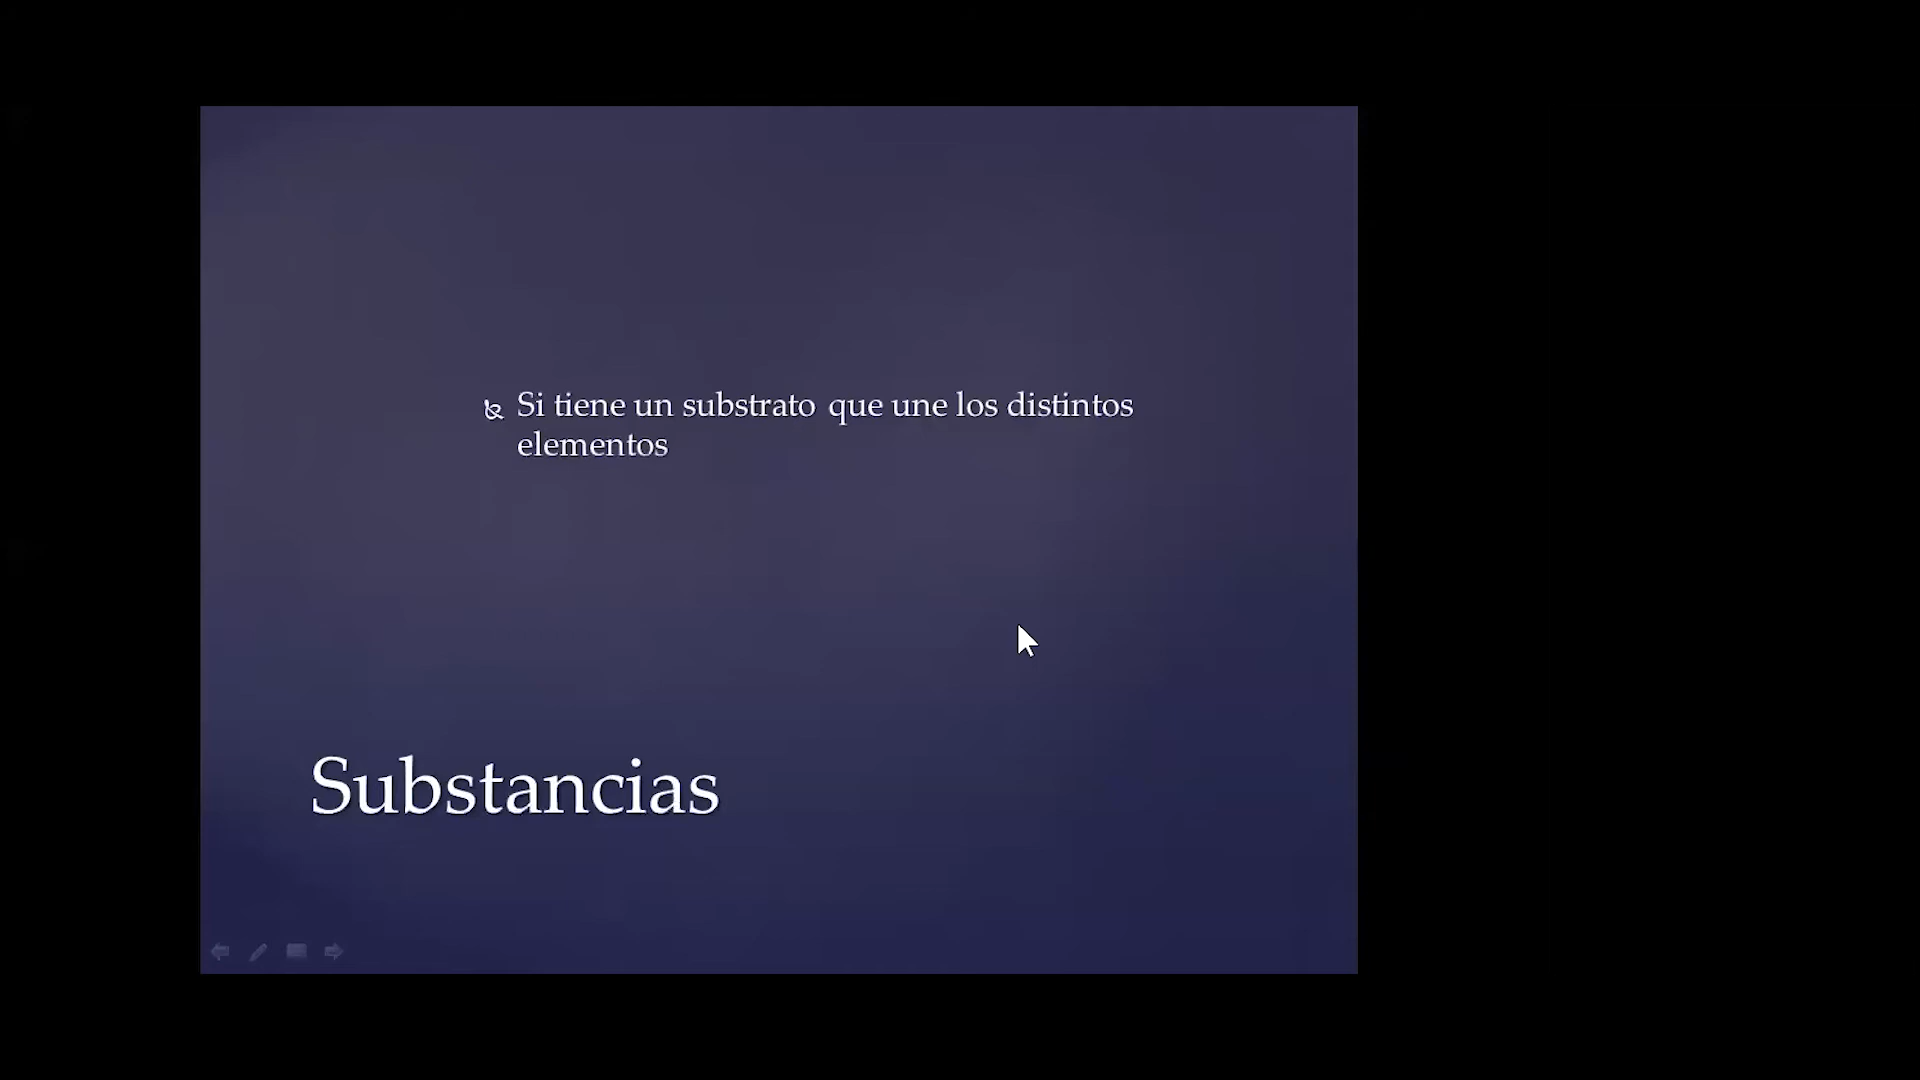 Si tiene un substrato que une los distintos
elementos
Substancias